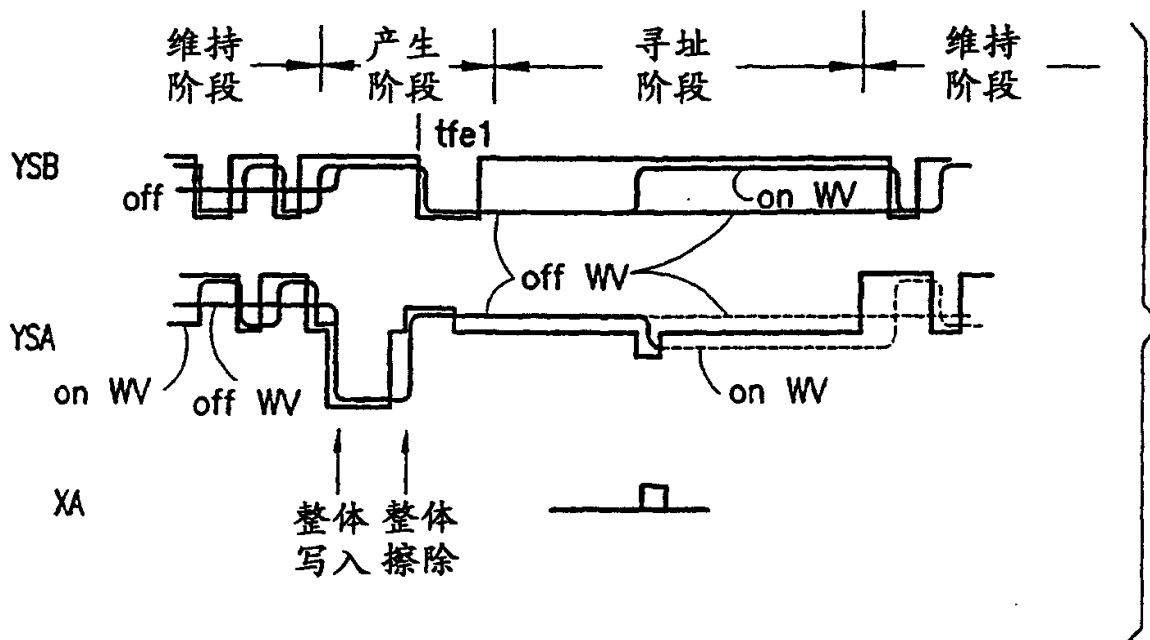 维持阶段
产生阶段
寻址阶段
维持阶段
tfe1
YSB
off
on WV
off WV
YSA
on WV
off WV
on WV
XA
整体写入
整体擦除